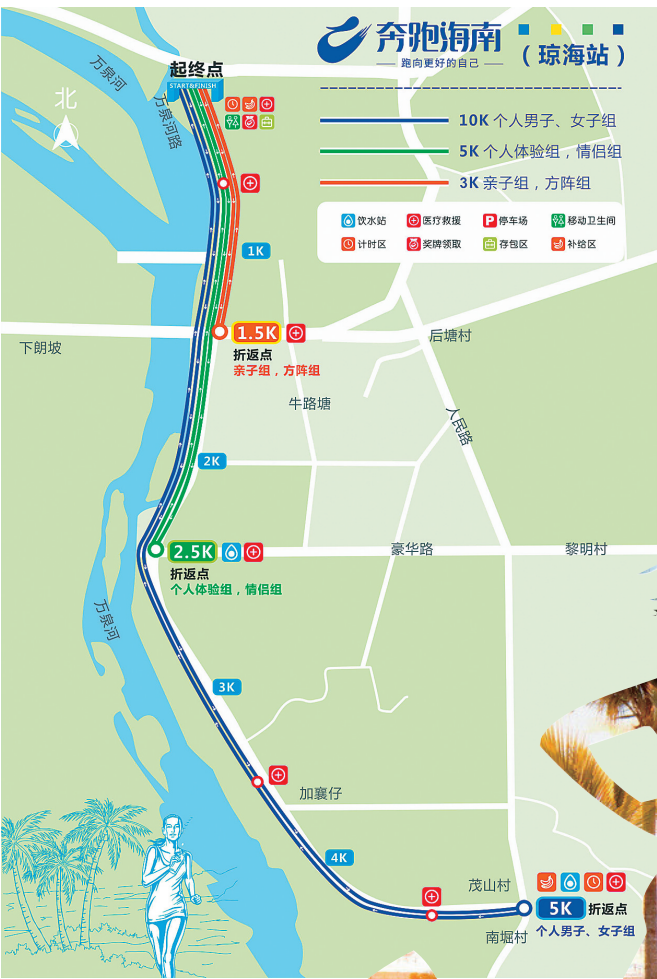 奔跑海南
跑向更好的自己
（琼海站）
10K 个人男子、女子组
5K 个人体验组，情侣组
3K 亲子组，方阵组
饮水站
医疗救援
P 停车场
移动卫生间
计时区
奖牌领取
存包区
补给区
北
万泉河
起终点
START&FINISH
万泉河路
1K
1.5K
折返点
亲子组，方阵组
下朗坡
后塘村
牛路塘
人民路
2K
2.5K
折返点
个人体验组，情侣组
豪华路
黎明村
万泉河
3K
加襄仔
4K
茂山村
5K 折返点
个人男子、女子组
南堀村